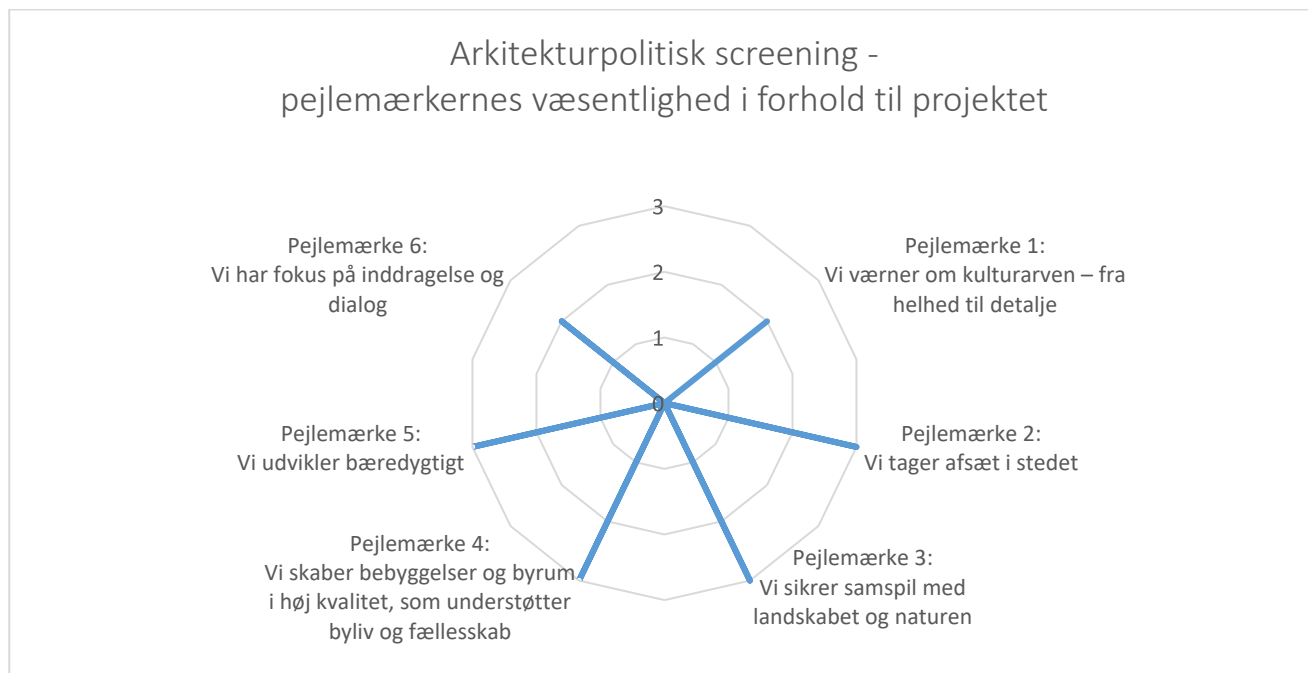 Arkitekturpolitisk screening -
pejlemærkernes væsentlighed i forhold til projektet
3
2
1
0
Pejlemærke 1:
Vi værner om kulturarven – fra
helhed til detalje
Pejlemærke 2:
Vi tager afsæt i stedet
Pejlemærke 3:
Vi sikrer samspil med
landskabet og naturen
Pejlemærke 4:
Vi skaber bebyggelser og byrum
i høj kvalitet, som understøtter
byliv og fællesskab
Pejlemærke 5:
Vi udvikler bæredygtigt
Pejlemærke 6:
Vi har fokus på inddragelse og
dialog